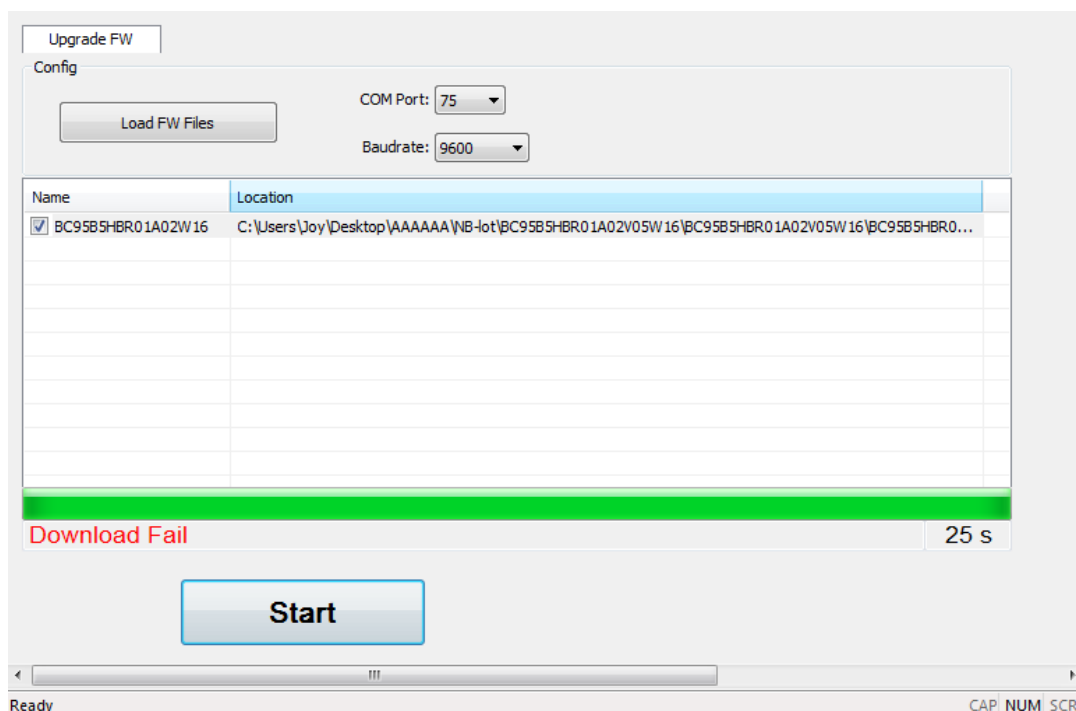 Upgrade FW
Config
Load FW Files
COM Port: 75
Baudrate: 9600
Name Location
BC95B5HBR01A02W16 C:\Users\Joy\Desktop\AAAAAA\NB-Iot\BC95B5HBR01A02V05W16\BC95B5HBR01A02V05W16\BC95B5HBR0...
Download Fail 25 s
Start
Ready CAP NUM SCR